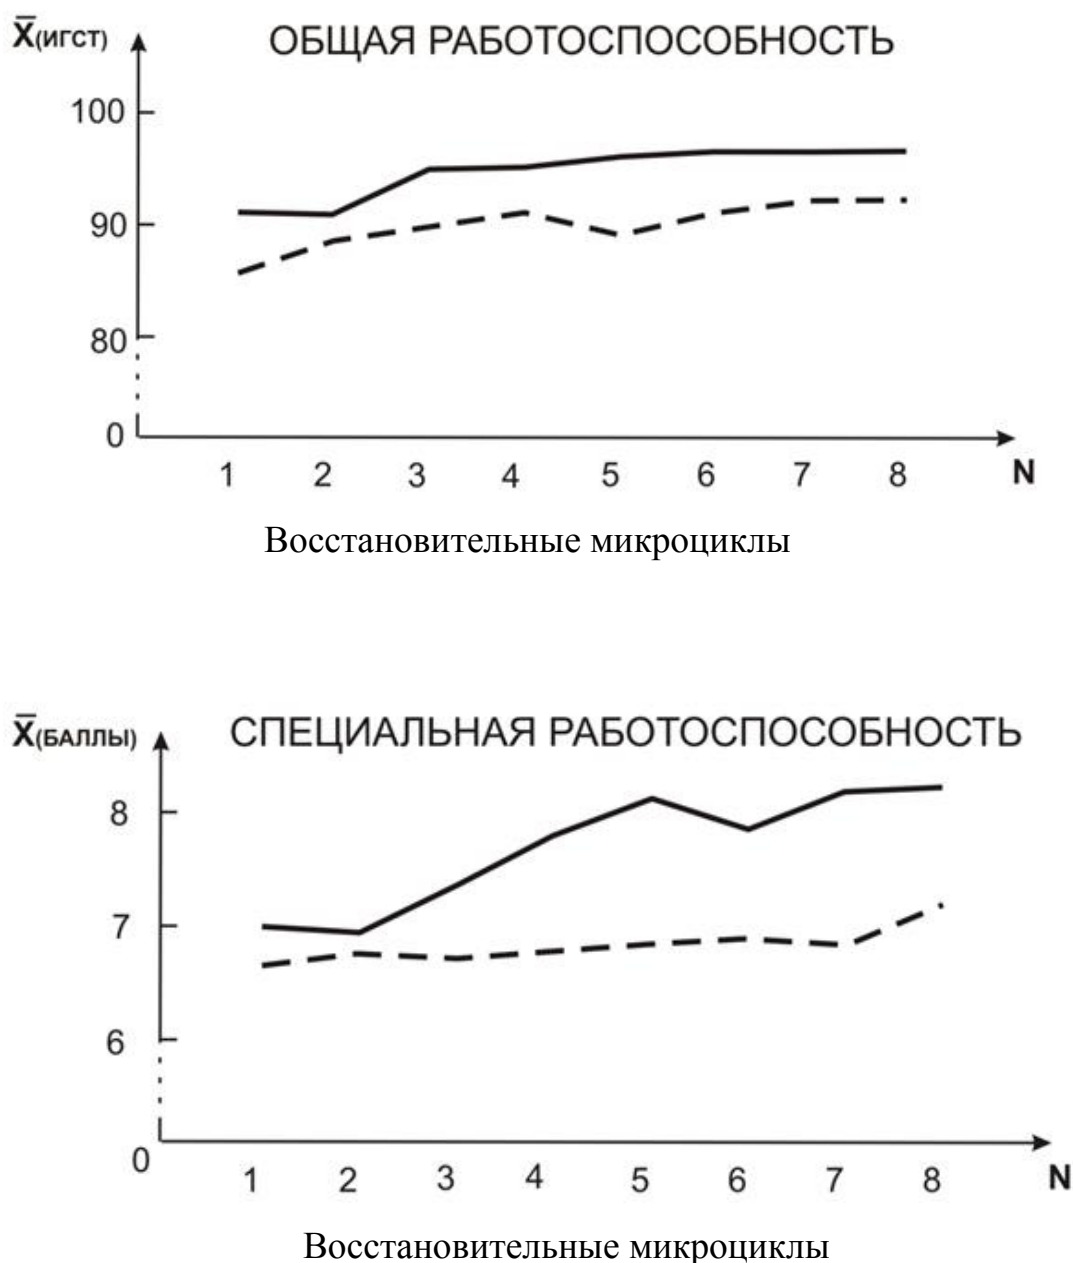 X̅(ИГСТ)
ОБЩАЯ РАБОТОСПОСОБНОСТЬ
100
90
80
0
1 2 3 4 5 6 7 8 N
Восстановительные микроциклы
X̅(БАЛЛЫ)
СПЕЦИАЛЬНАЯ РАБОТОСПОСОБНОСТЬ
8
7
6
0
1 2 3 4 5 6 7 8 N
Восстановительные микроциклы